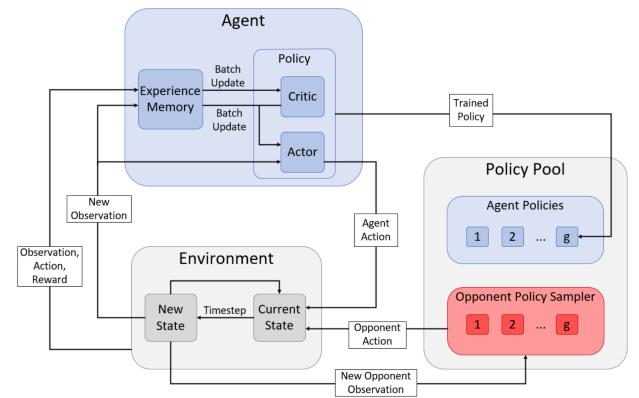 Agent
Policy
Batch
Update
Experience
Memory
Critic
Batch
Update
Actor
Trained
Policy
Policy Pool
Agent Policies
1 2 ... g
New
Observation
Agent
Action
Observation,
Action,
Reward
Environment
New
State
Timestep
Current
State
Opponent
Action
Opponent Policy Sampler
1 2 ... g
New Opponent
Observation